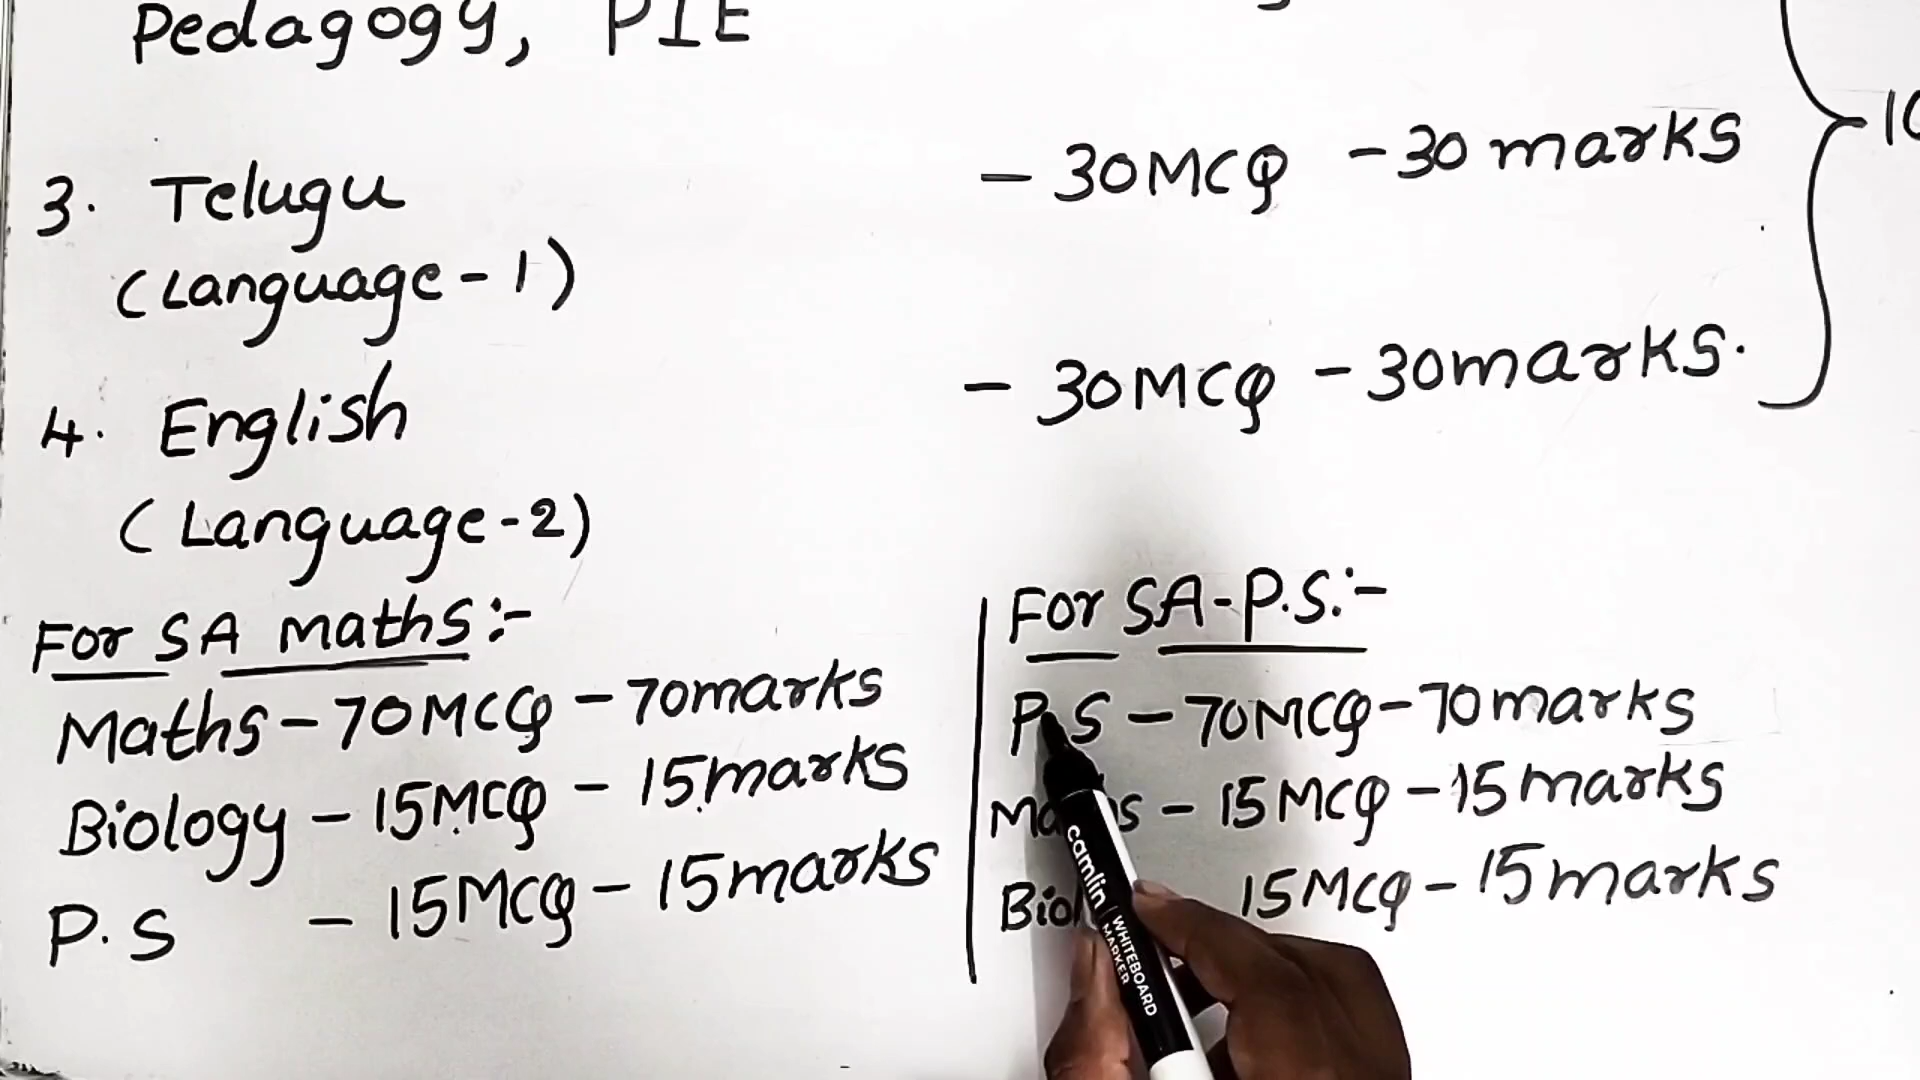 Pedagogy, PIE
3. Telugu - 30MCQ - 30 marks
(Language - 1)
4. English - 30MCQ - 30marks.
(Language-2)
For SA maths:-
Maths - 70MCQ - 70marks
Biology - 15MCQ - 15marks
P.S - 15MCQ - 15marks
For SA-P.S.:-
P.S - 70MCQ - 70marks
- 15MCQ - 15marks
15MCQ - 15marks
camlin WHITEBOARD
MARKER